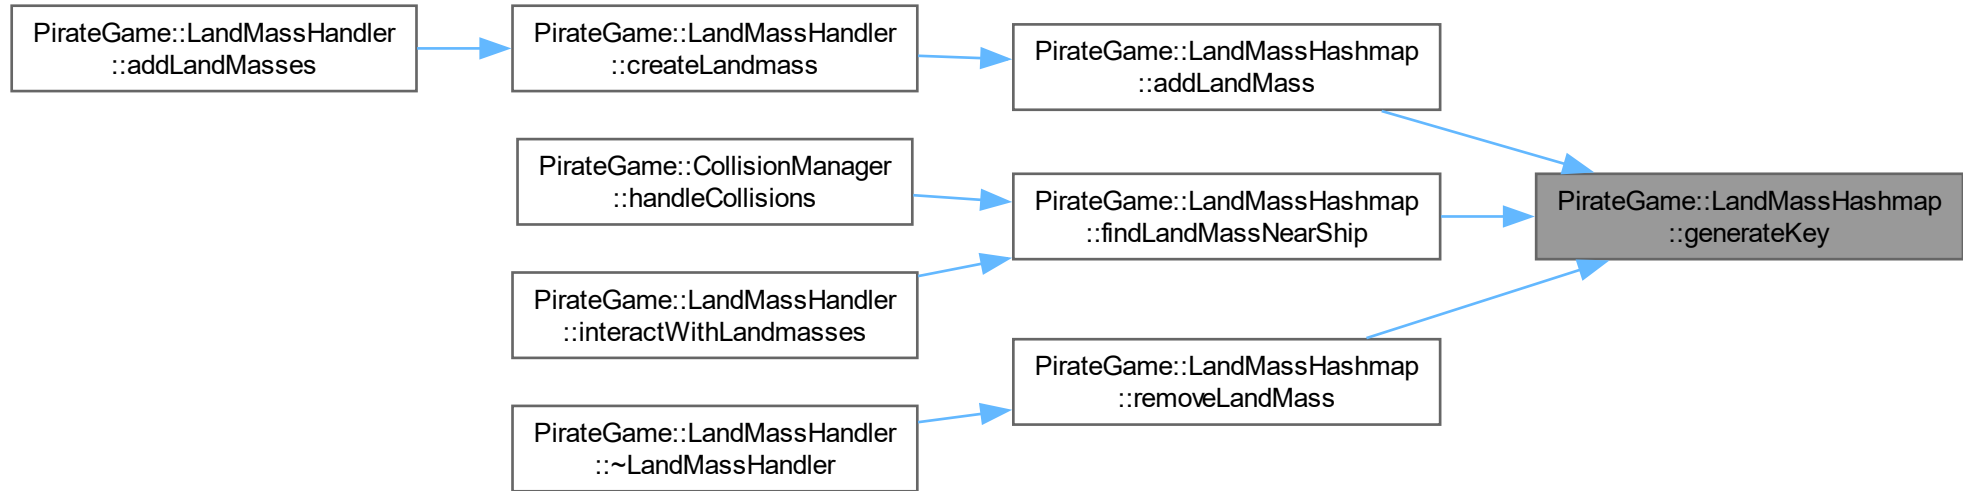 PirateGame::LandMassHandler
::addLandMasses
PirateGame::LandMassHandler
::createLandmass
PirateGame::LandMassHashmap
::addLandMass
PirateGame::CollisionManager
::handleCollisions
PirateGame::LandMassHashmap
::findLandMassNearShip
PirateGame::LandMassHashmap
::generateKey
PirateGame::LandMassHandler
::interactWithLandmasses
PirateGame::LandMassHashmap
::removeLandMass
PirateGame::LandMassHandler
::~LandMassHandler